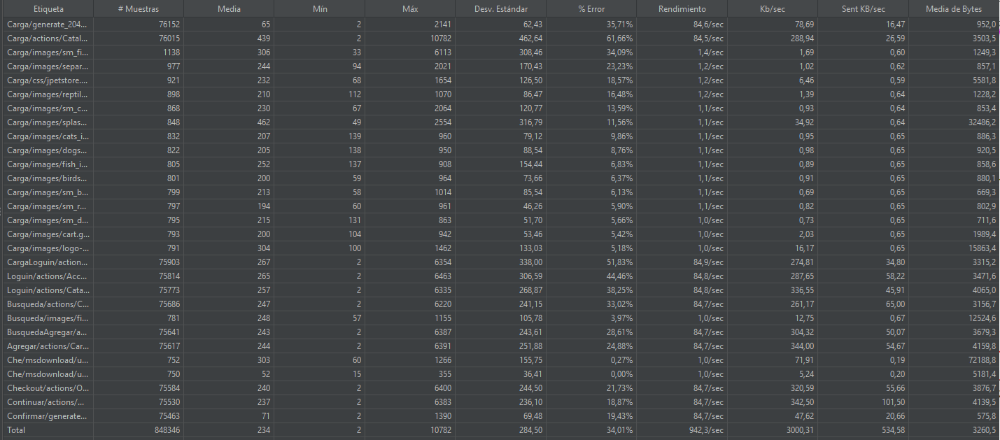 Etiqueta # Muestras Media Mín Máx Desv. Estándar % Error Rendimiento Kb/sec Sent KB/sec Media de Bytes
Carga/generate_204... 76152 65 2 2141 62,43 35,71% 84,6/sec 78,69 16,47 952,0
Carga/actions/Catal... 76015 439 2 10782 462,64 61,66% 84,5/sec 288,94 26,59 3503,5
Carga/images/sm_fi... 1138 306 33 6113 308,46 34,09% 1,4/sec 1,69 0,60 1249,3
Carga/images/separ... 977 244 94 2021 170,43 23,23% 1,2/sec 1,02 0,62 857,1
Carga/css/jpetstore.... 921 232 68 1654 126,50 18,57% 1,2/sec 6,46 0,59 5581,8
Carga/images/reptil... 898 210 112 1070 86,47 16,48% 1,2/sec 1,39 0,64 1228,2
Carga/images/sm_c... 868 230 67 2064 120,77 13,59% 1,1/sec 0,93 0,64 853,4
Carga/images/splas... 848 462 49 2554 316,79 11,56% 1,1/sec 34,92 0,64 32486,2
Carga/images/cats_i... 832 207 139 960 79,12 9,86% 1,1/sec 0,95 0,65 886,3
Carga/images/dogs... 822 205 138 950 88,54 8,76% 1,1/sec 0,98 0,65 920,5
Carga/images/fish_i... 805 252 137 908 154,44 6,83% 1,1/sec 0,89 0,65 858,6
Carga/images/birds... 801 200 59 964 73,66 6,37% 1,1/sec 0,91 0,65 880,1
Carga/images/sm_b... 799 213 58 1014 85,54 6,13% 1,1/sec 0,69 0,65 669,3
Carga/images/sm_r... 797 194 60 961 46,26 5,90% 1,1/sec 0,82 0,65 802,9
Carga/images/sm_d... 795 215 131 863 51,70 5,66% 1,0/sec 0,73 0,65 711,6
Carga/images/cart.g... 793 200 104 942 53,46 5,42% 1,0/sec 2,03 0,65 1989,4
Carga/images/logo-... 791 304 100 1462 133,03 5,18% 1,0/sec 16,17 0,65 15863,4
CargaLoguin/action... 75903 267 2 6354 338,00 51,83% 84,9/sec 274,81 34,80 3315,2
Loguin/actions/Acc... 75814 265 2 6463 306,59 44,46% 84,8/sec 287,65 58,22 3471,6
Loguin/actions/Cata... 75773 257 2 6335 268,87 38,25% 84,8/sec 336,55 45,91 4065,0
Busqueda/actions/C... 75686 247 2 6220 241,15 33,02% 84,7/sec 261,17 65,00 3156,7
Busqueda/images/fi... 781 248 57 1155 105,78 3,97% 1,0/sec 12,75 0,67 12524,6
BusquedaAgregar/a... 75641 243 2 6387 243,61 28,61% 84,7/sec 304,32 50,07 3679,3
Agregar/actions/Car... 75617 244 2 6391 251,88 24,88% 84,7/sec 344,00 54,67 4159,8
Che/msdownload/u... 752 303 60 1266 155,75 0,27% 1,0/sec 71,91 0,19 72188,8
Che/msdownload/u... 750 52 15 355 36,41 0,00% 1,0/sec 5,24 0,20 5181,4
Checkout/actions/O... 75584 240 2 6400 244,50 21,73% 84,7/sec 320,59 55,66 3876,7
Continuar/actions/... 75530 237 2 6383 236,10 18,87% 84,7/sec 342,50 101,50 4139,5
Confirmar/generate... 75463 71 2 1390 69,48 19,43% 84,7/sec 47,62 20,66 575,8
Total 848346 234 2 10782 284,50 34,01% 942,3/sec 3000,31 534,58 3260,5